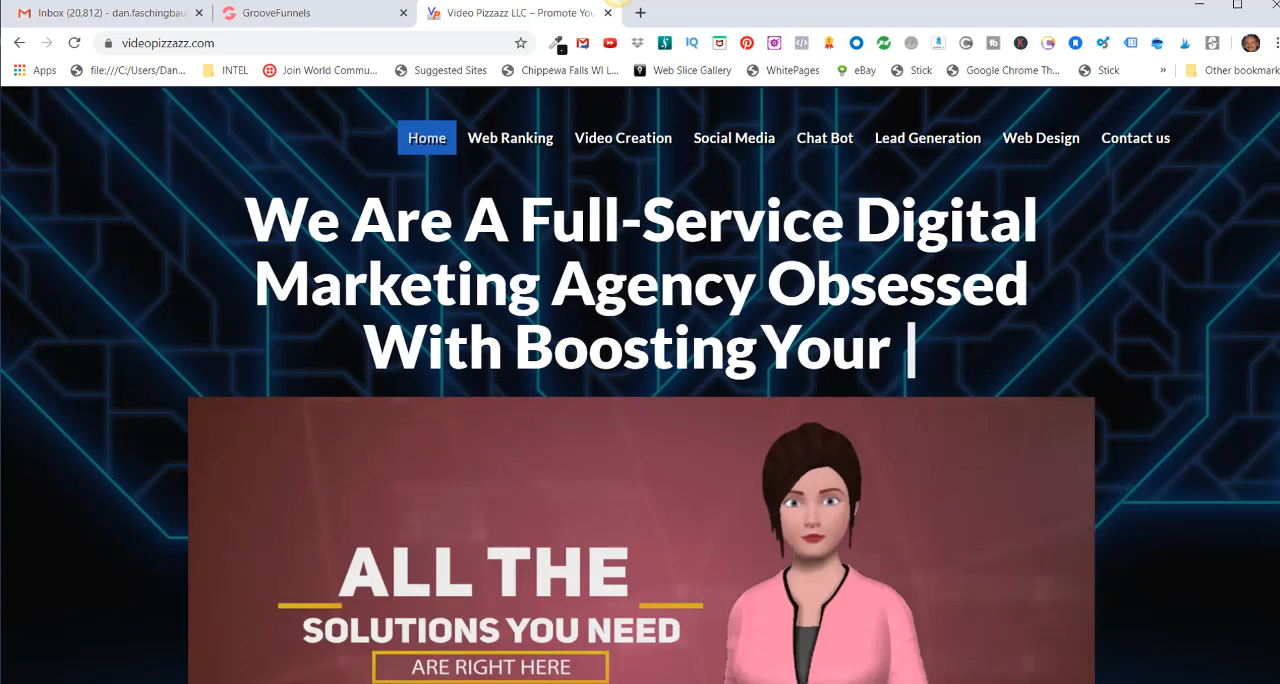 Inbox (20,812) - dan.faschingbau
GrooveFunnels
Video Pizzazz LLC – Promote You
videopizzazz.com
Apps
file:///C:/Users/Dan...
INTEL
Join World Commu...
Suggested Sites
Chippewa Falls WI L...
Web Slice Gallery
WhitePages
eBay
Stick
Google Chrome Th...
Stick
»
Other bookmark
Home
Web Ranking
Video Creation
Social Media
Chat Bot
Lead Generation
Web Design
Contact us
We Are A Full-Service Digital
Marketing Agency Obsessed
With Boosting Your |
ALL THE
SOLUTIONS YOU NEED
ARE RIGHT HERE